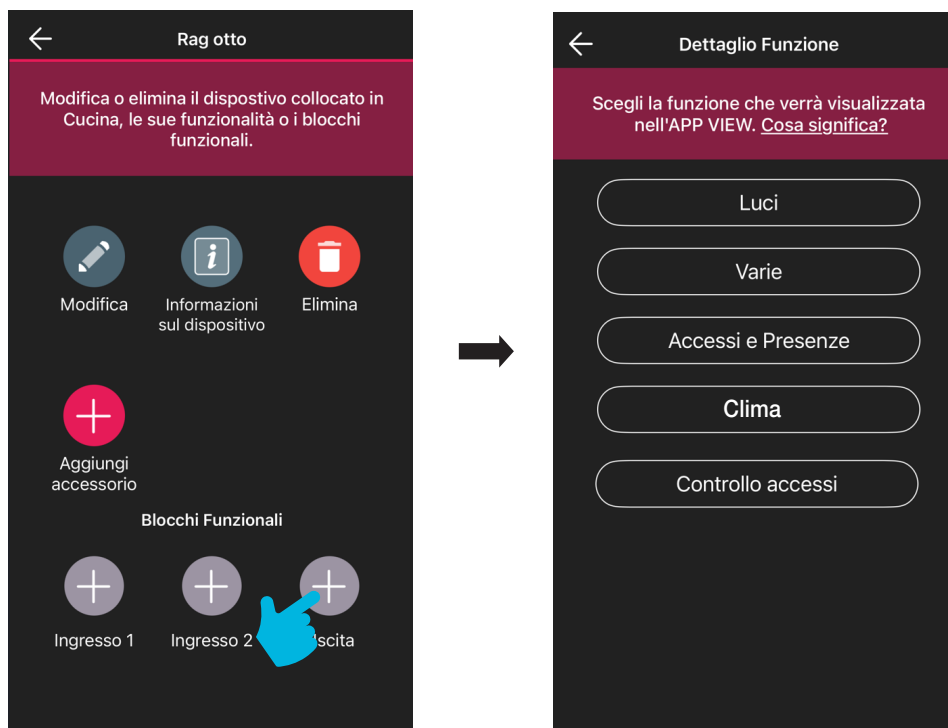 Rag otto
Modifica o elimina il dispostivo collocato in
Cucina, le sue funzionalità o i blocchi
funzionali.
Modifica
Informazioni
sul dispositivo
Elimina
Aggiungi
accessorio
Blocchi Funzionali
Ingresso 1
Ingresso 2
scita
Dettaglio Funzione
Scegli la funzione che verrà visualizzata
nell'APP VIEW. Cosa significa?
Luci
Varie
Accessi e Presenze
Clima
Controllo accessi